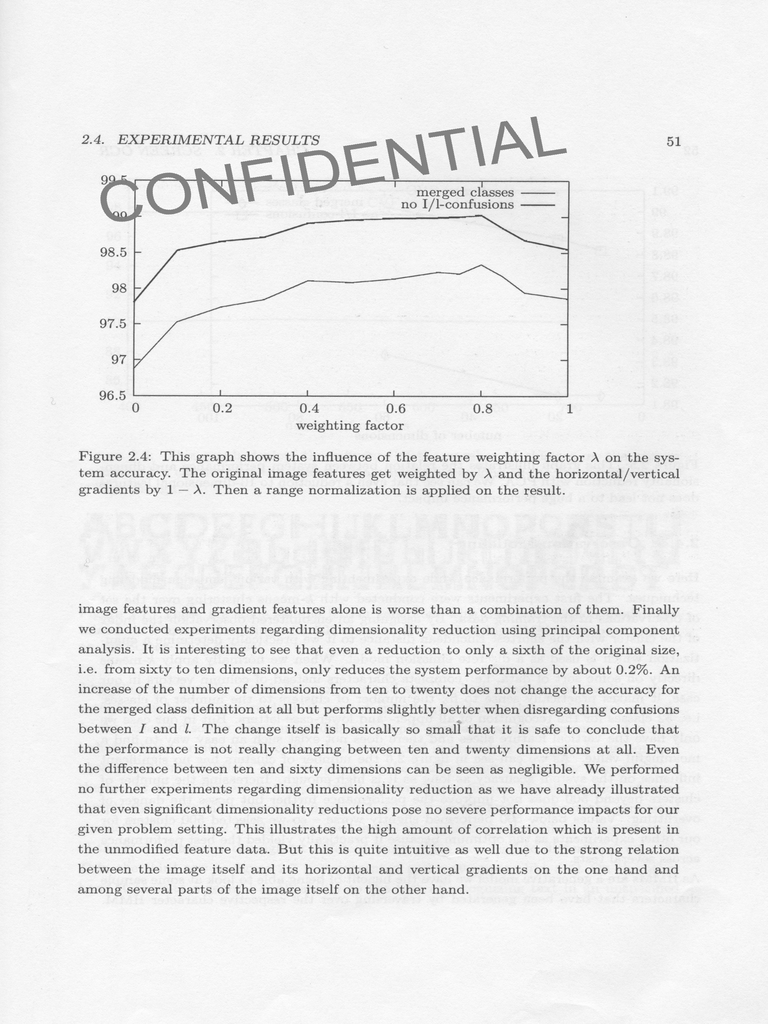 2.4. EXPERIMENTAL RESULTS 51
CONFIDENTIAL
99.5
merged classes
99
no I/l-confusions
98.5
98
97.5
97
96.5
0 0.2 0.4 0.6 0.8 1
weighting factor
Figure 2.4: This graph shows the influence of the feature weighting factor λ on the sys-
tem accuracy. The original image features get weighted by λ and the horizontal/vertical
gradients by 1 − λ. Then a range normalization is applied on the result.
image features and gradient features alone is worse than a combination of them. Finally
we conducted experiments regarding dimensionality reduction using principal component
analysis. It is interesting to see that even a reduction to only a sixth of the original size,
i.e. from sixty to ten dimensions, only reduces the system performance by about 0.2%. An
increase of the number of dimensions from ten to twenty does not change the accuracy for
the merged class definition at all but performs slightly better when disregarding confusions
between I and l. The change itself is basically so small that it is safe to conclude that
the performance is not really changing between ten and twenty dimensions at all. Even
the difference between ten and sixty dimensions can be seen as negligible. We performed
no further experiments regarding dimensionality reduction as we have already illustrated
that even significant dimensionality reductions pose no severe performance impacts for our
given problem setting. This illustrates the high amount of correlation which is present in
the unmodified feature data. But this is quite intuitive as well due to the strong relation
between the image itself and its horizontal and vertical gradients on the one hand and
among several parts of the image itself on the other hand.